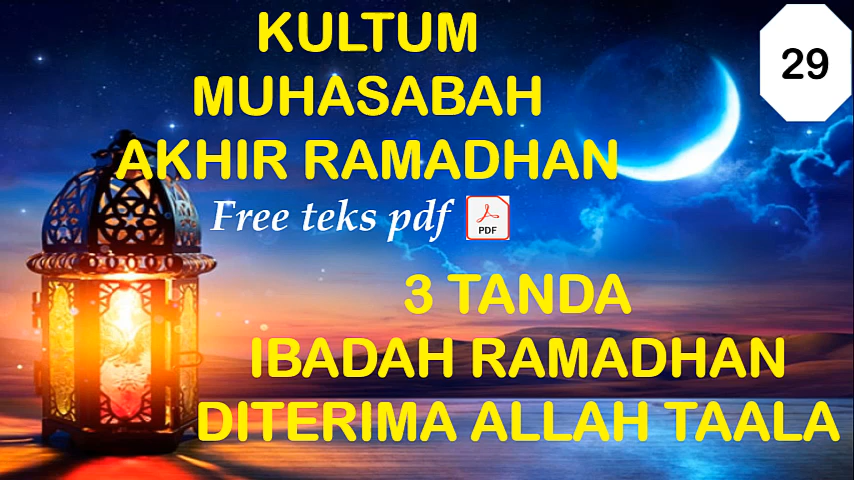 29
KULTUM
MUHASABAH
AKHIR RAMADHAN
Free teks pdf
PDF
3 TANDA
IBADAH RAMADHAN
DITERIMA ALLAH TAALA